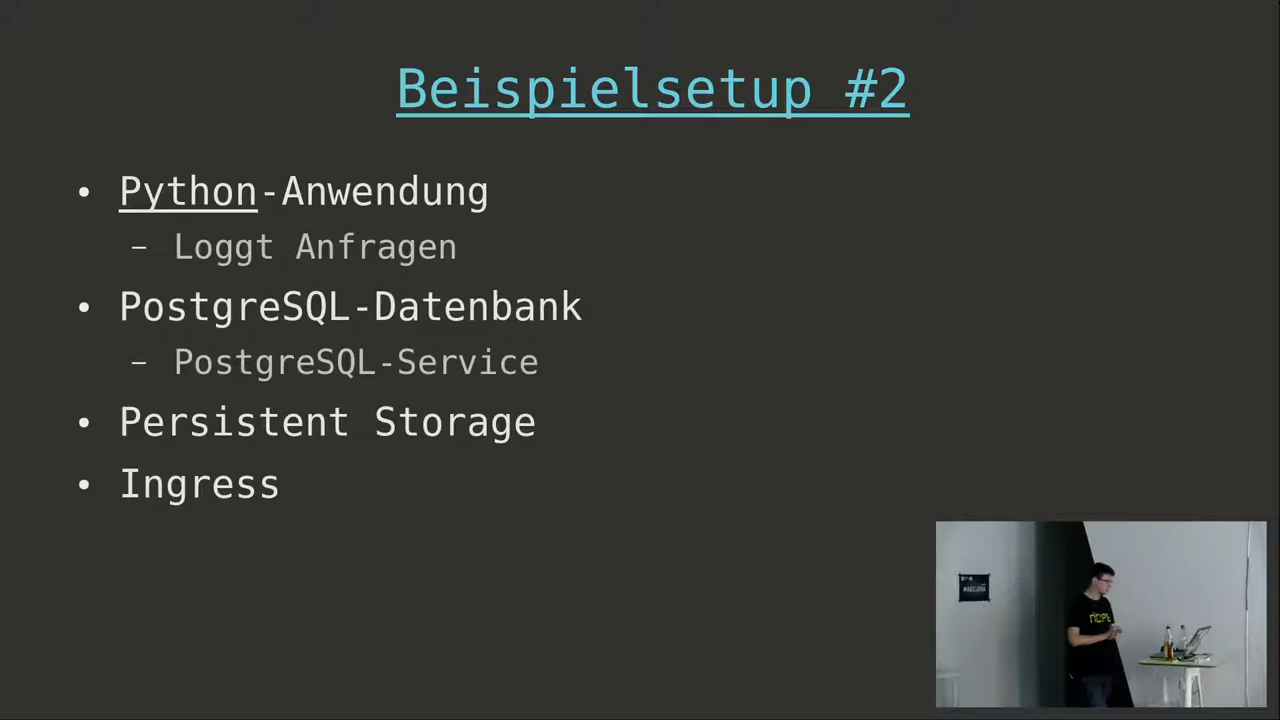 Beispielsetup #2
• Python-Anwendung
– Loggt Anfragen
• PostgreSQL-Datenbank
– PostgreSQL-Service
• Persistent Storage
• Ingress